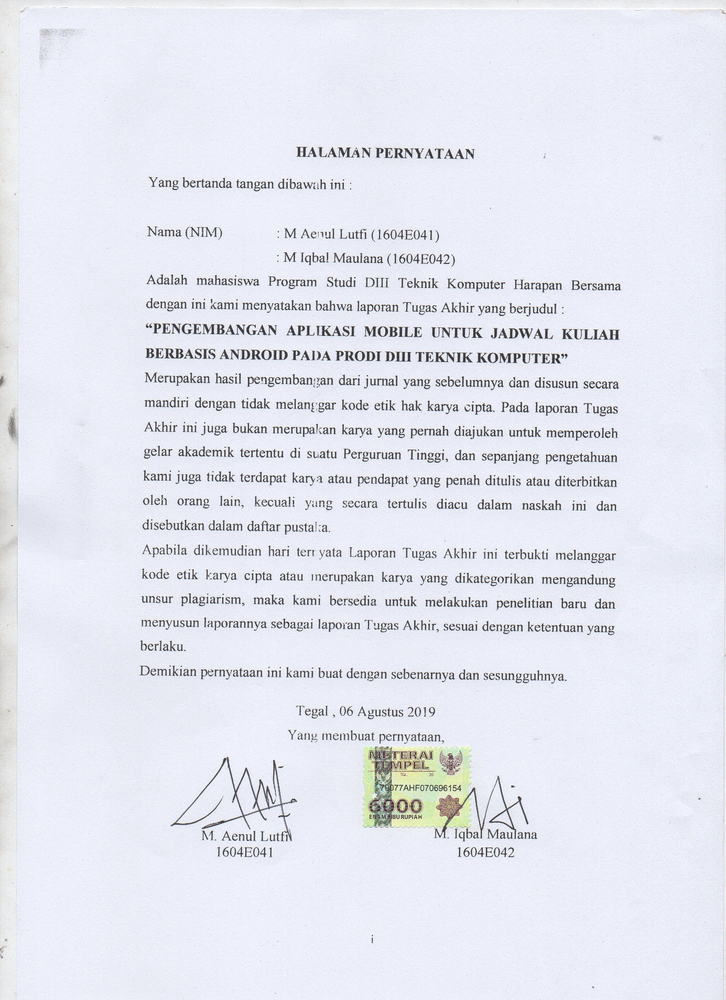 HALAMAN PERNYATAAN
Yang bertanda tangan dibawah ini :
Nama (NIM) : M Aenul Lutfi (1604E041)
: M Iqbal Maulana (1604E042)
Adalah mahasiswa Program Studi DIII Teknik Komputer Harapan Bersama
dengan ini kami menyatakan bahwa laporan Tugas Akhir yang berjudul :
“PENGEMBANGAN APLIKASI MOBILE UNTUK JADWAL KULIAH
BERBASIS ANDROID PADA PRODI DIII TEKNIK KOMPUTER”
Merupakan hasil pengembangan dari jurnal yang sebelumnya dan disusun secara
mandiri dengan tidak melanggar kode etik hak karya cipta. Pada laporan Tugas
Akhir ini juga bukan merupakan karya yang pernah diajukan untuk memperoleh
gelar akademik tertentu di suatu Perguruan Tinggi, dan sepanjang pengetahuan
kami juga tidak terdapat karya atau pendapat yang penah ditulis atau diterbitkan
oleh orang lain, kecuali yang secara tertulis diacu dalam naskah ini dan
disebutkan dalam daftar pustaka.
Apabila dikemudian hari ternyata Laporan Tugas Akhir ini terbukti melanggar
kode etik karya cipta atau merupakan karya yang dikategorikan mengandung
unsur plagiarism, maka kami bersedia untuk melakukan penelitian baru dan
menyusun laporannya sebagai laporan Tugas Akhir, sesuai dengan ketentuan yang
berlaku.
Demikian pernyataan ini kami buat dengan sebenarnya dan sesungguhnya.
Tegal , 06 Agustus 2019
Yang membuat pernyataan,
METERAI
TEMPEL
TGL. 20
79077AHF070696154
6000
ENAM RIBU RUPIAH
M. Aenul Lutfi M. Iqbal Maulana
1604E041 1604E042
i